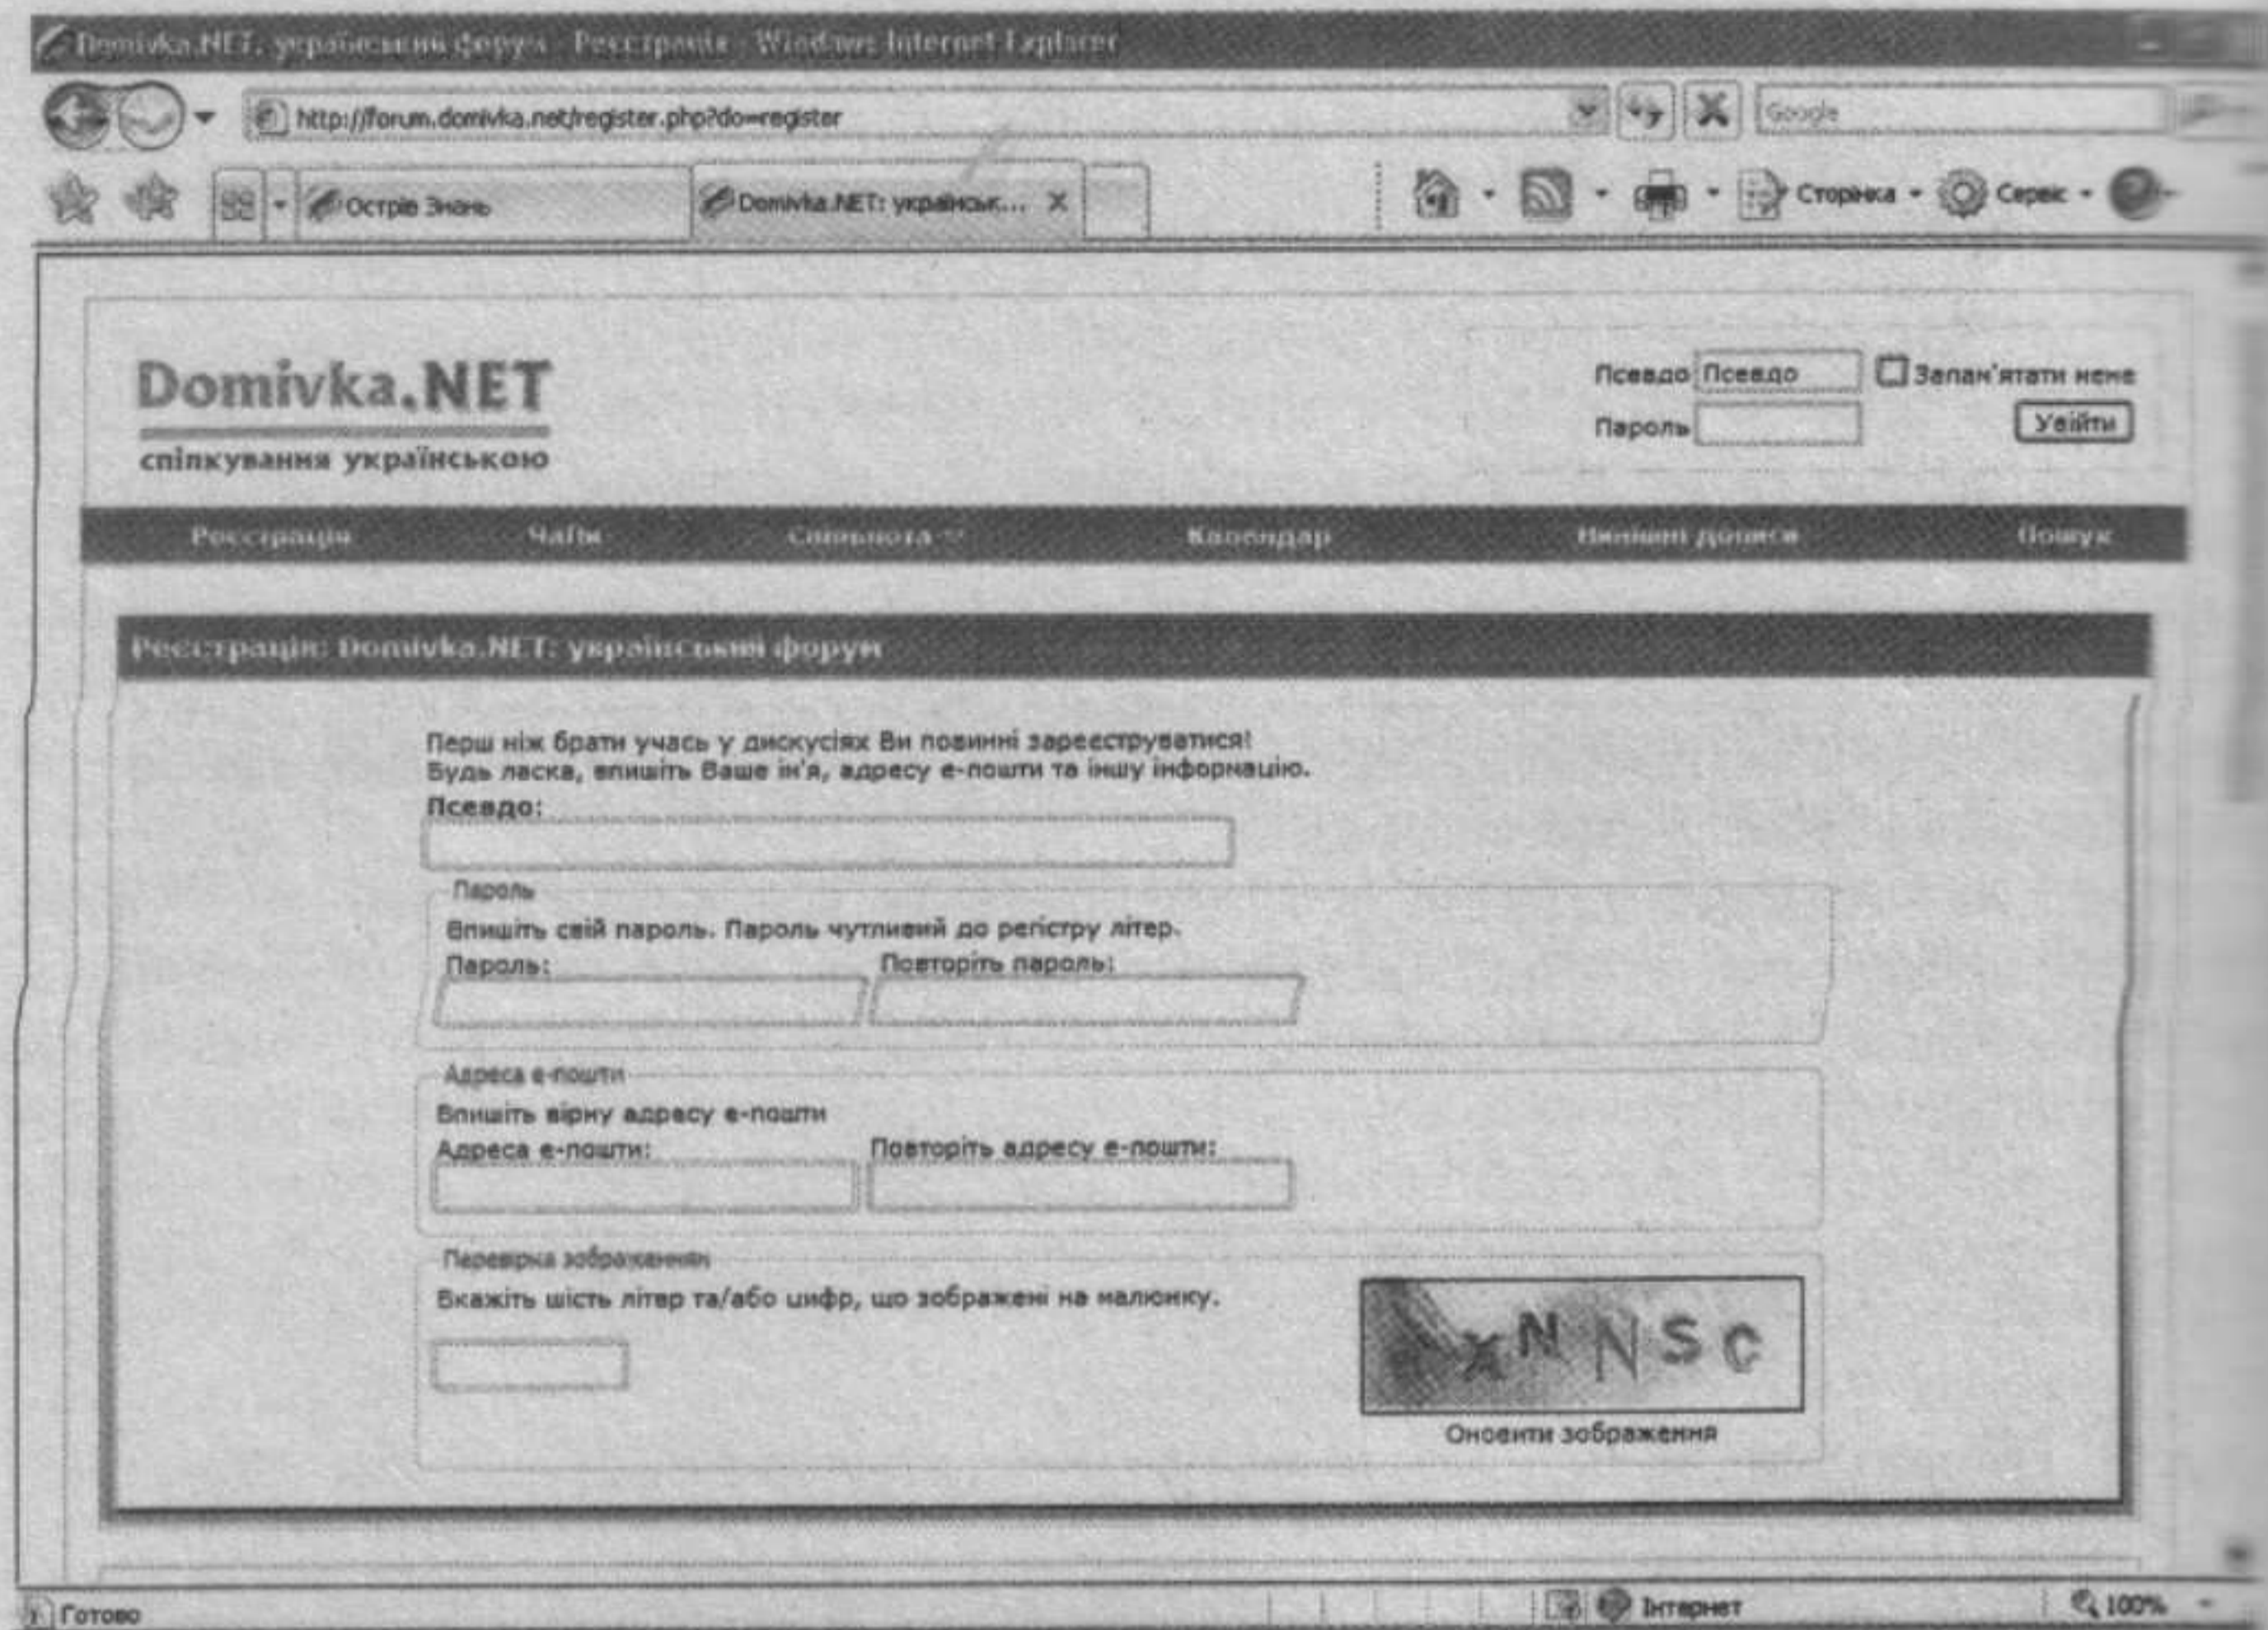 Domivka.NET: український форум - Реєстрація - Windows Internet Explorer
http://forum.domivka.net/register.php?do=register
Google
Острів Знань
Domivka.NET: українськ...
Сторінка
Сервіс
Domivka.NET
спілкування українською
Псевдо Псевдо Запам'ятати мене
Пароль Увійти
Реєстрація Чати Спільнота Календар Нинішні дописи Пошук
Реєстрація: Domivka.NET: український форум
Перш ніж брати учась у дискусіях Ви повинні зареєструватися!
Будь ласка, впишіть Ваше ім'я, адресу е-пошти та іншу інформацію.
Псевдо:
Пароль
Впишіть свій пароль. Пароль чутливий до регістру літер.
Пароль: Повторіть пароль:
Адреса е-пошти
Впишіть вірну адресу е-пошти
Адреса е-пошти: Повторіть адресу е-пошти:
Перевірка зображенням
Вкажіть шість літер та/або цифр, що зображені на малюнку.
X N N S C
Оновити зображення
Готово
Інтернет
100%